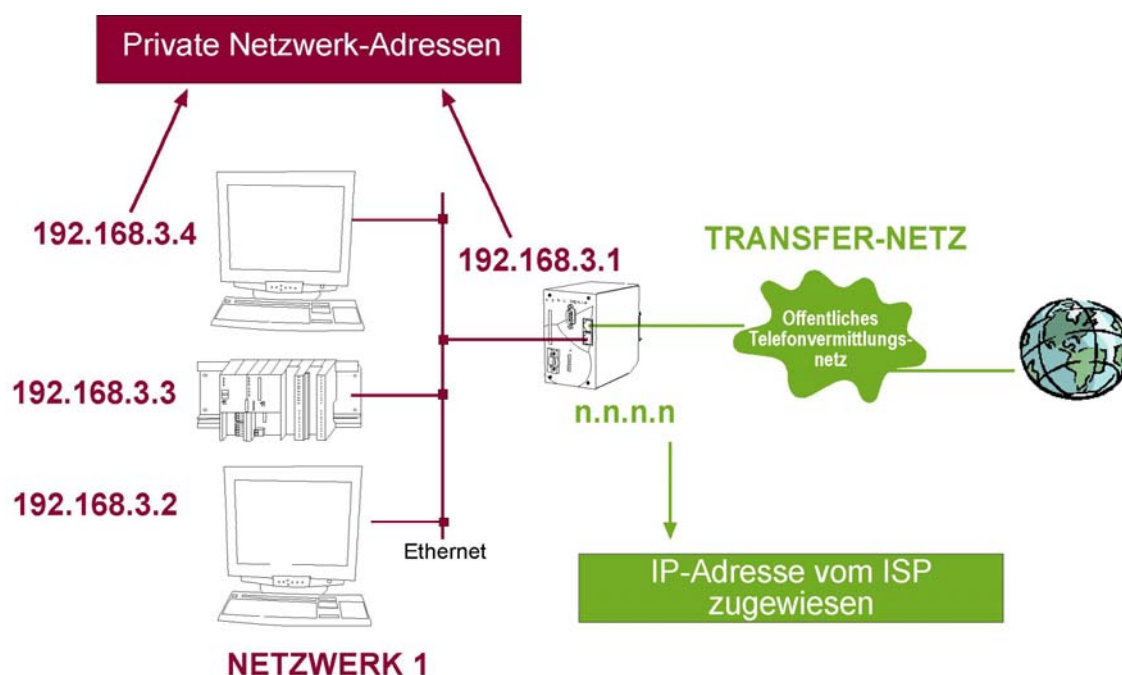 Private Netzwerk-Adressen
192.168.3.4
192.168.3.1
TRANSFER-NETZ
Offentliches
Telefonvermittlungs-
netz
192.168.3.3
n.n.n.n
192.168.3.2
Ethernet
IP-Adresse vom ISP
zugewiesen
NETZWERK 1